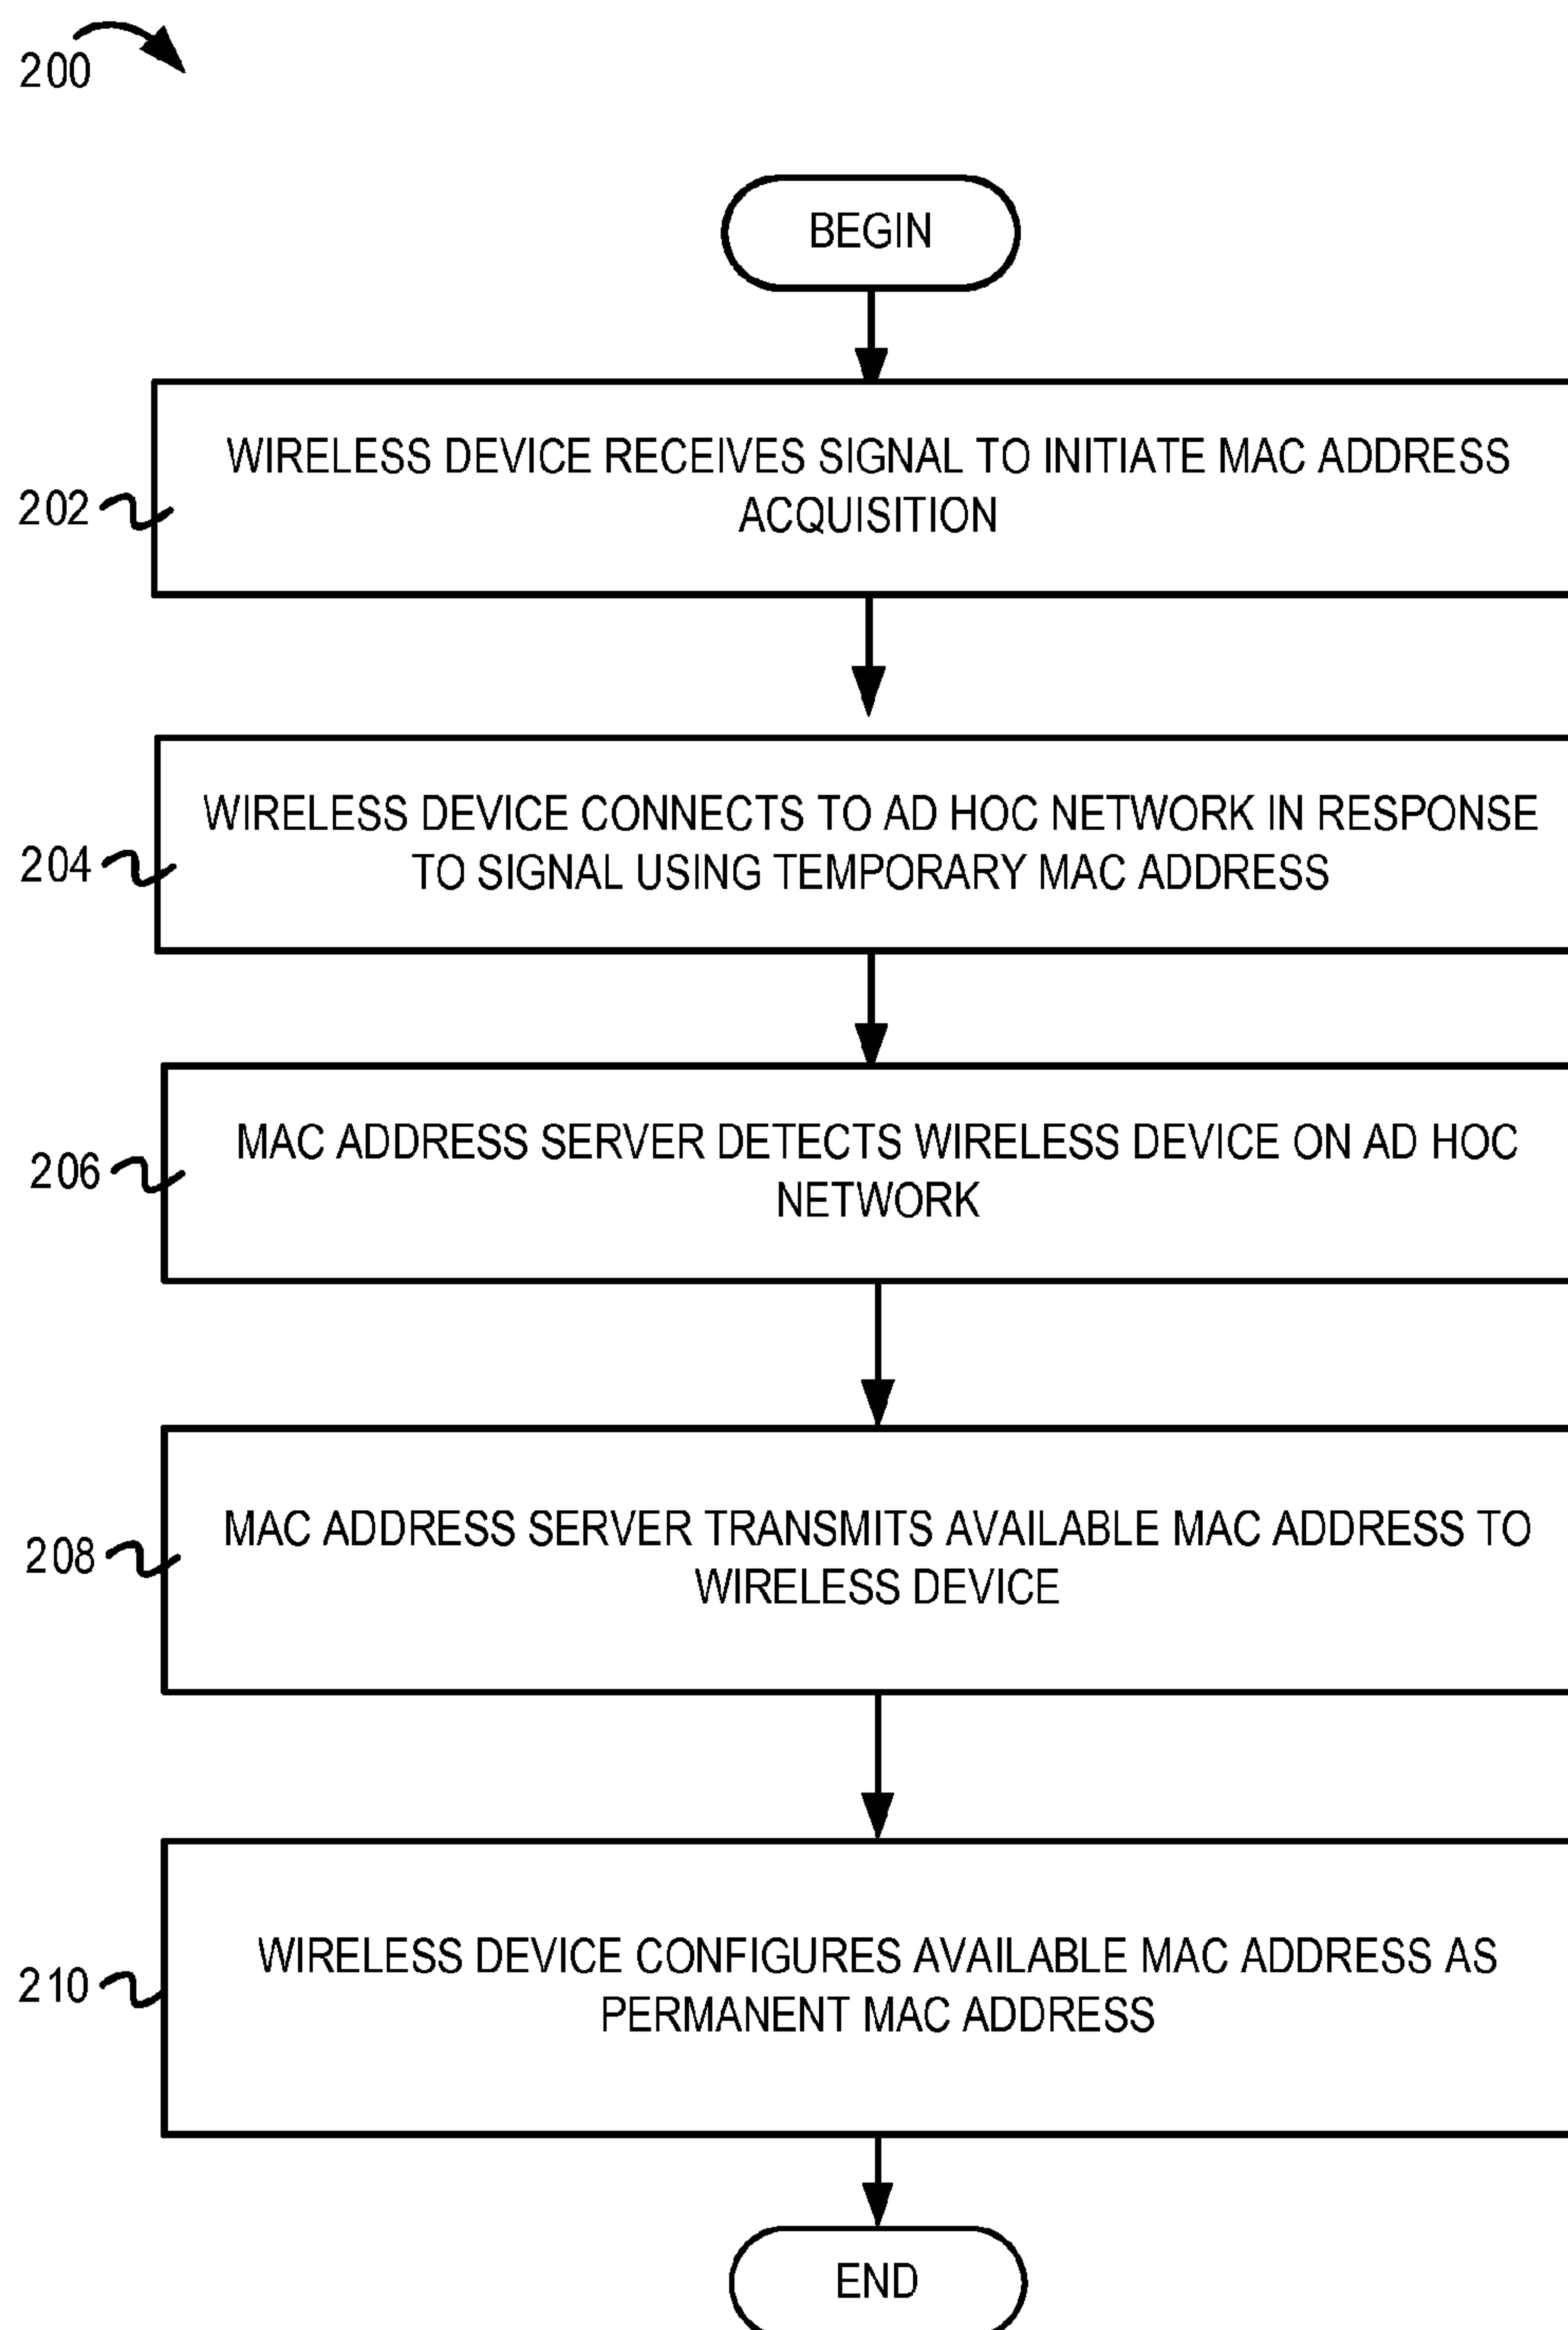 200
BEGIN
WIRELESS DEVICE RECEIVES SIGNAL TO INITIATE MAC ADDRESS
ACQUISITION
202
WIRELESS DEVICE CONNECTS TO AD HOC NETWORK IN RESPONSE
TO SIGNAL USING TEMPORARY MAC ADDRESS
204
MAC ADDRESS SERVER DETECTS WIRELESS DEVICE ON AD HOC
NETWORK
206
MAC ADDRESS SERVER TRANSMITS AVAILABLE MAC ADDRESS TO
WIRELESS DEVICE
208
WIRELESS DEVICE CONFIGURES AVAILABLE MAC ADDRESS AS
PERMANENT MAC ADDRESS
210
END